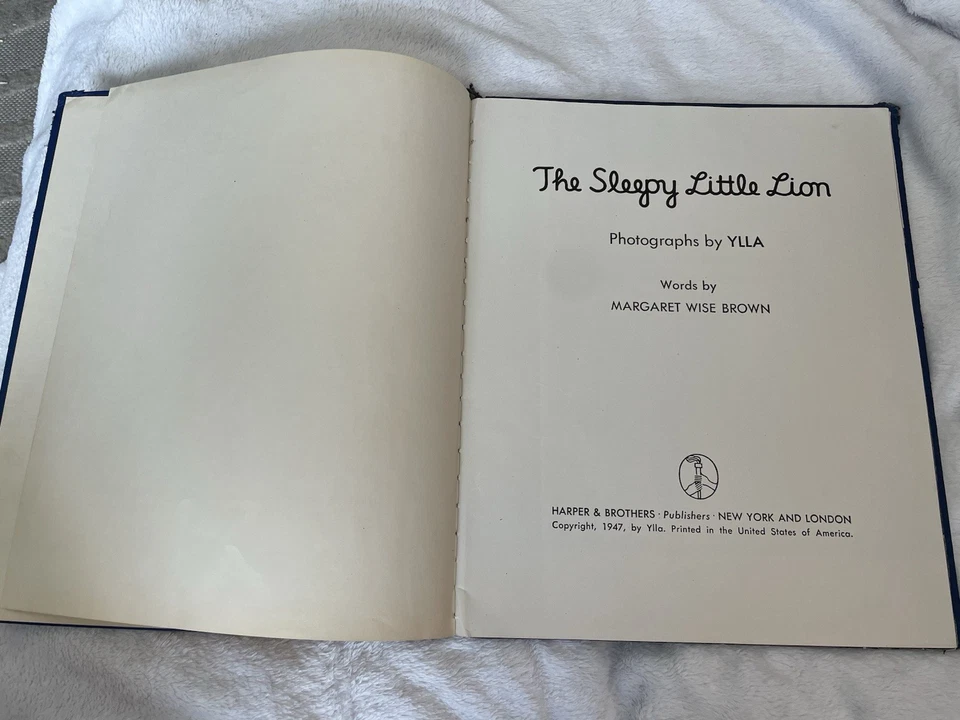 The Sleepy Little Lion
Photographs by YLLA
Words by
MARGARET WISE BROWN
HARPER & BROTHERS · Publishers · NEW YORK AND LONDON
Copyright, 1947, by Ylla. Printed in the United States of America.